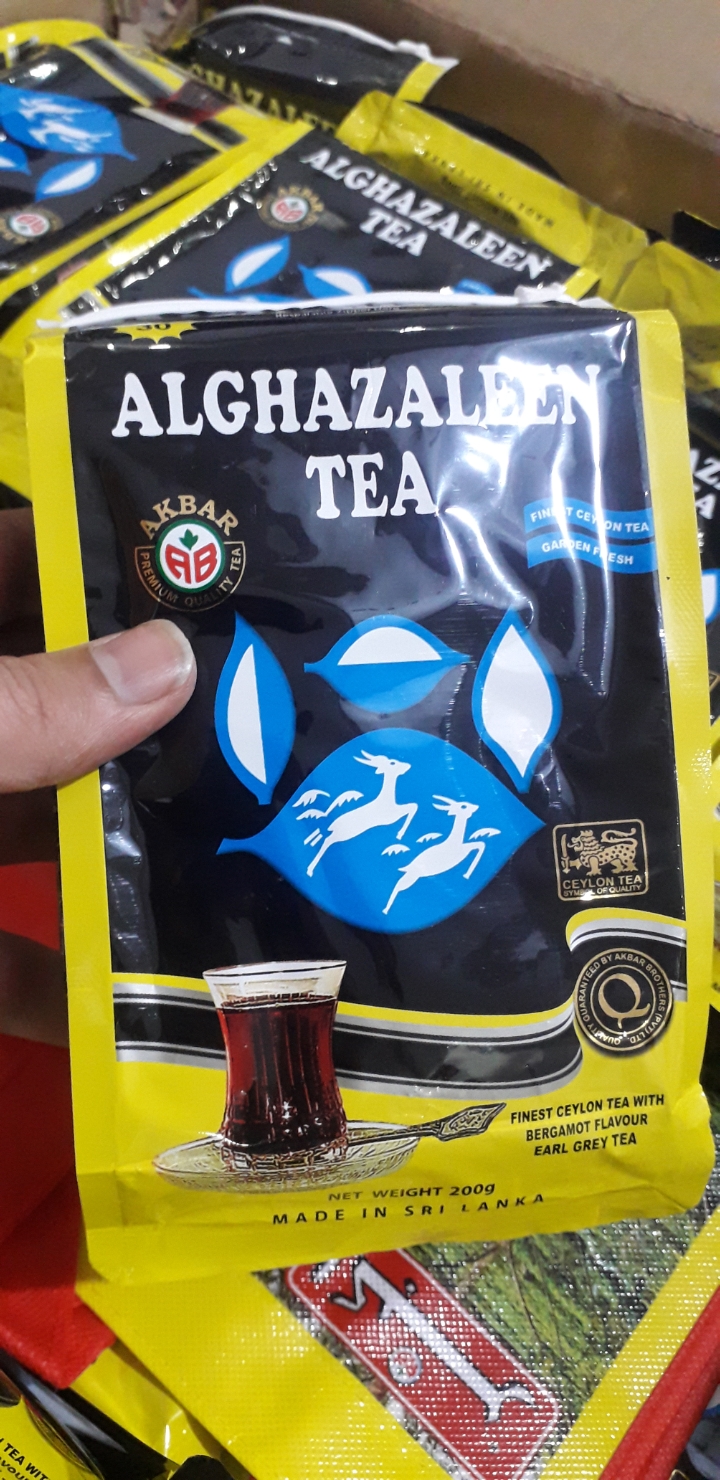 ALGHAZALEEN
TEA
30
ALGHAZALEEN
TEA
AKBAR
AB
PREMIUM QUALITY TEA
FINEST CEYLON TEA
GARDEN FRESH
CEYLON TEA
SYMBOL OF QUALITY
QUALITY GUARANTEED BY AKBAR BROTHERS (PVT) LTD.
Q
FINEST CEYLON TEA WITH
BERGAMOT FLAVOUR
EARL GREY TEA
NET WEIGHT 200g
MADE IN SRI LANKA